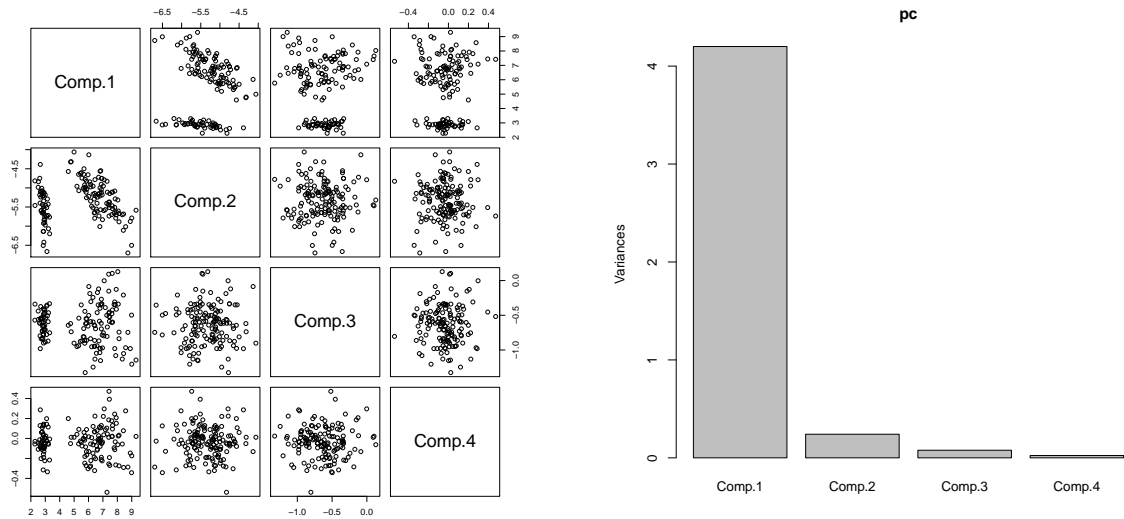 −6.5 −5.5 −4.5
−0.4 0.0 0.2 0.4
Comp.1
2 3 4 5 6 7 8 9
−6.5 −5.5 −4.5
Comp.2
Comp.3
−1.0 −0.5 0.0
−0.4 0.0 0.2 0.4
Comp.4
2 3 4 5 6 7 8 9
−1.0 −0.5 0.0
pc
Variances
0 1 2 3 4
Comp.1 Comp.2 Comp.3 Comp.4